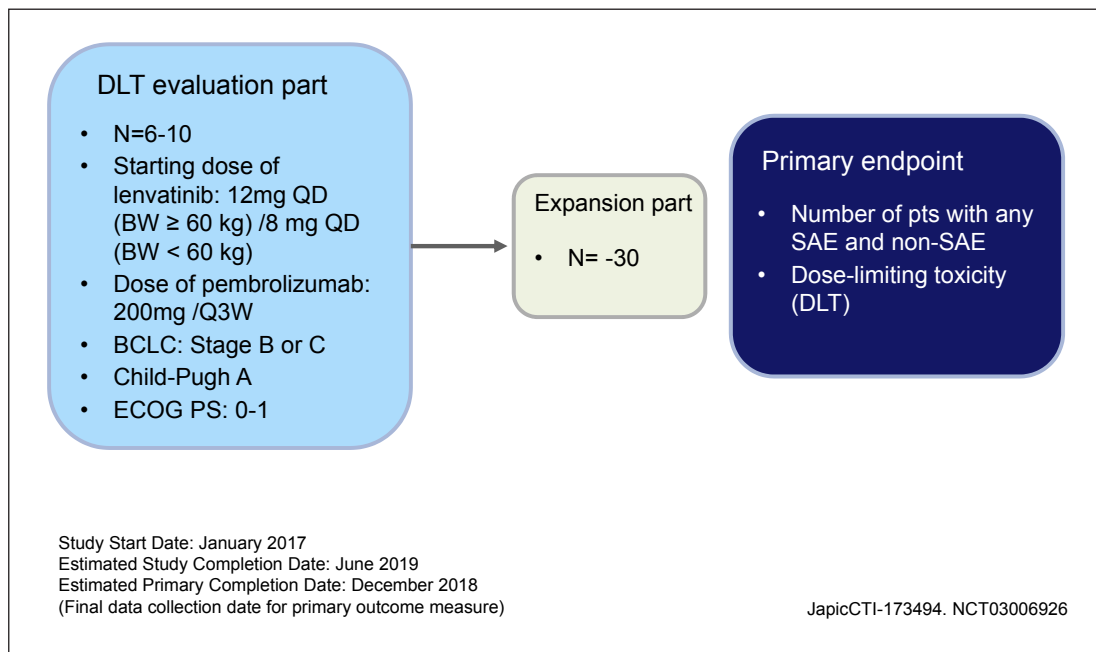 DLT evaluation part
• N=6-10
• Starting dose of
lenvatinib: 12mg QD
(BW ≥ 60 kg) /8 mg QD
(BW < 60 kg)
• Dose of pembrolizumab:
200mg /Q3W
• BCLC: Stage B or C
• Child-Pugh A
• ECOG PS: 0-1
Expansion part
• N= -30
Primary endpoint
• Number of pts with any
SAE and non-SAE
• Dose-limiting toxicity
(DLT)
Study Start Date: January 2017
Estimated Study Completion Date: June 2019
Estimated Primary Completion Date: December 2018
(Final data collection date for primary outcome measure)
JapicCTI-173494. NCT03006926